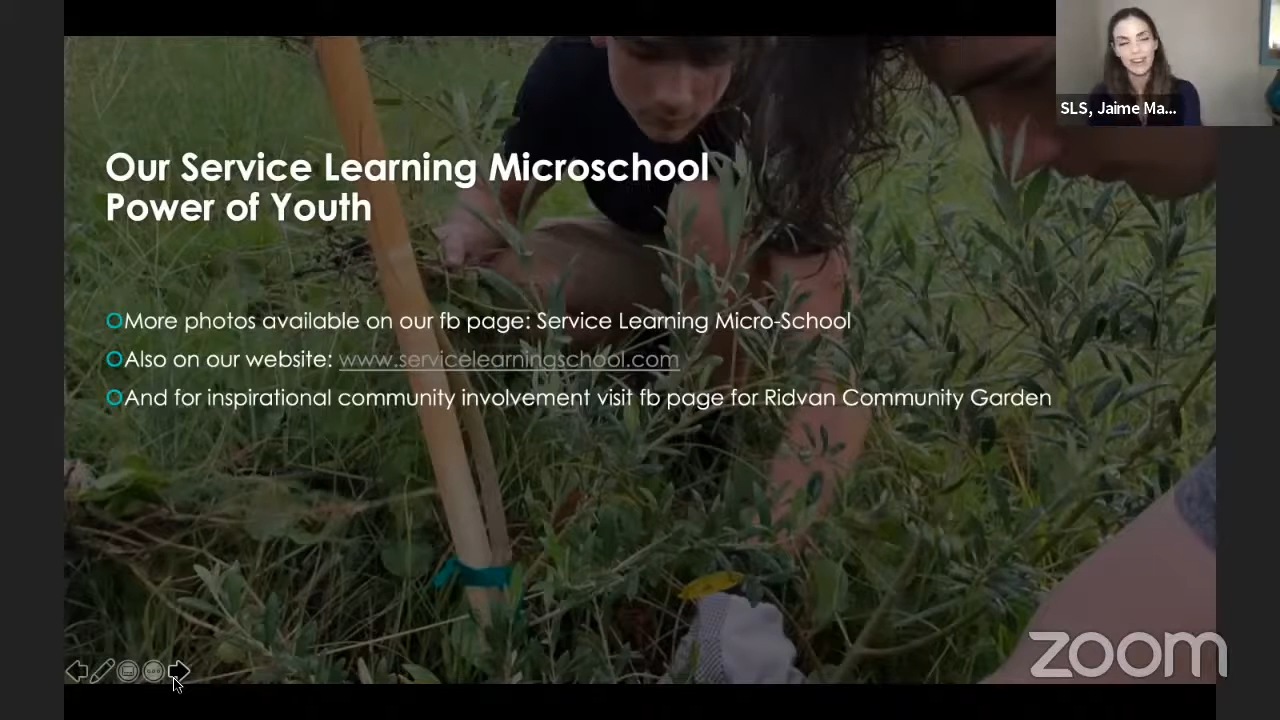 SLS, Jaime Ma...
Our Service Learning Microschool
Power of Youth
More photos available on our fb page: Service Learning Micro-School
Also on our website: www.servicelearningschool.com
And for inspirational community involvement visit fb page for Ridvan Community Garden
zoom